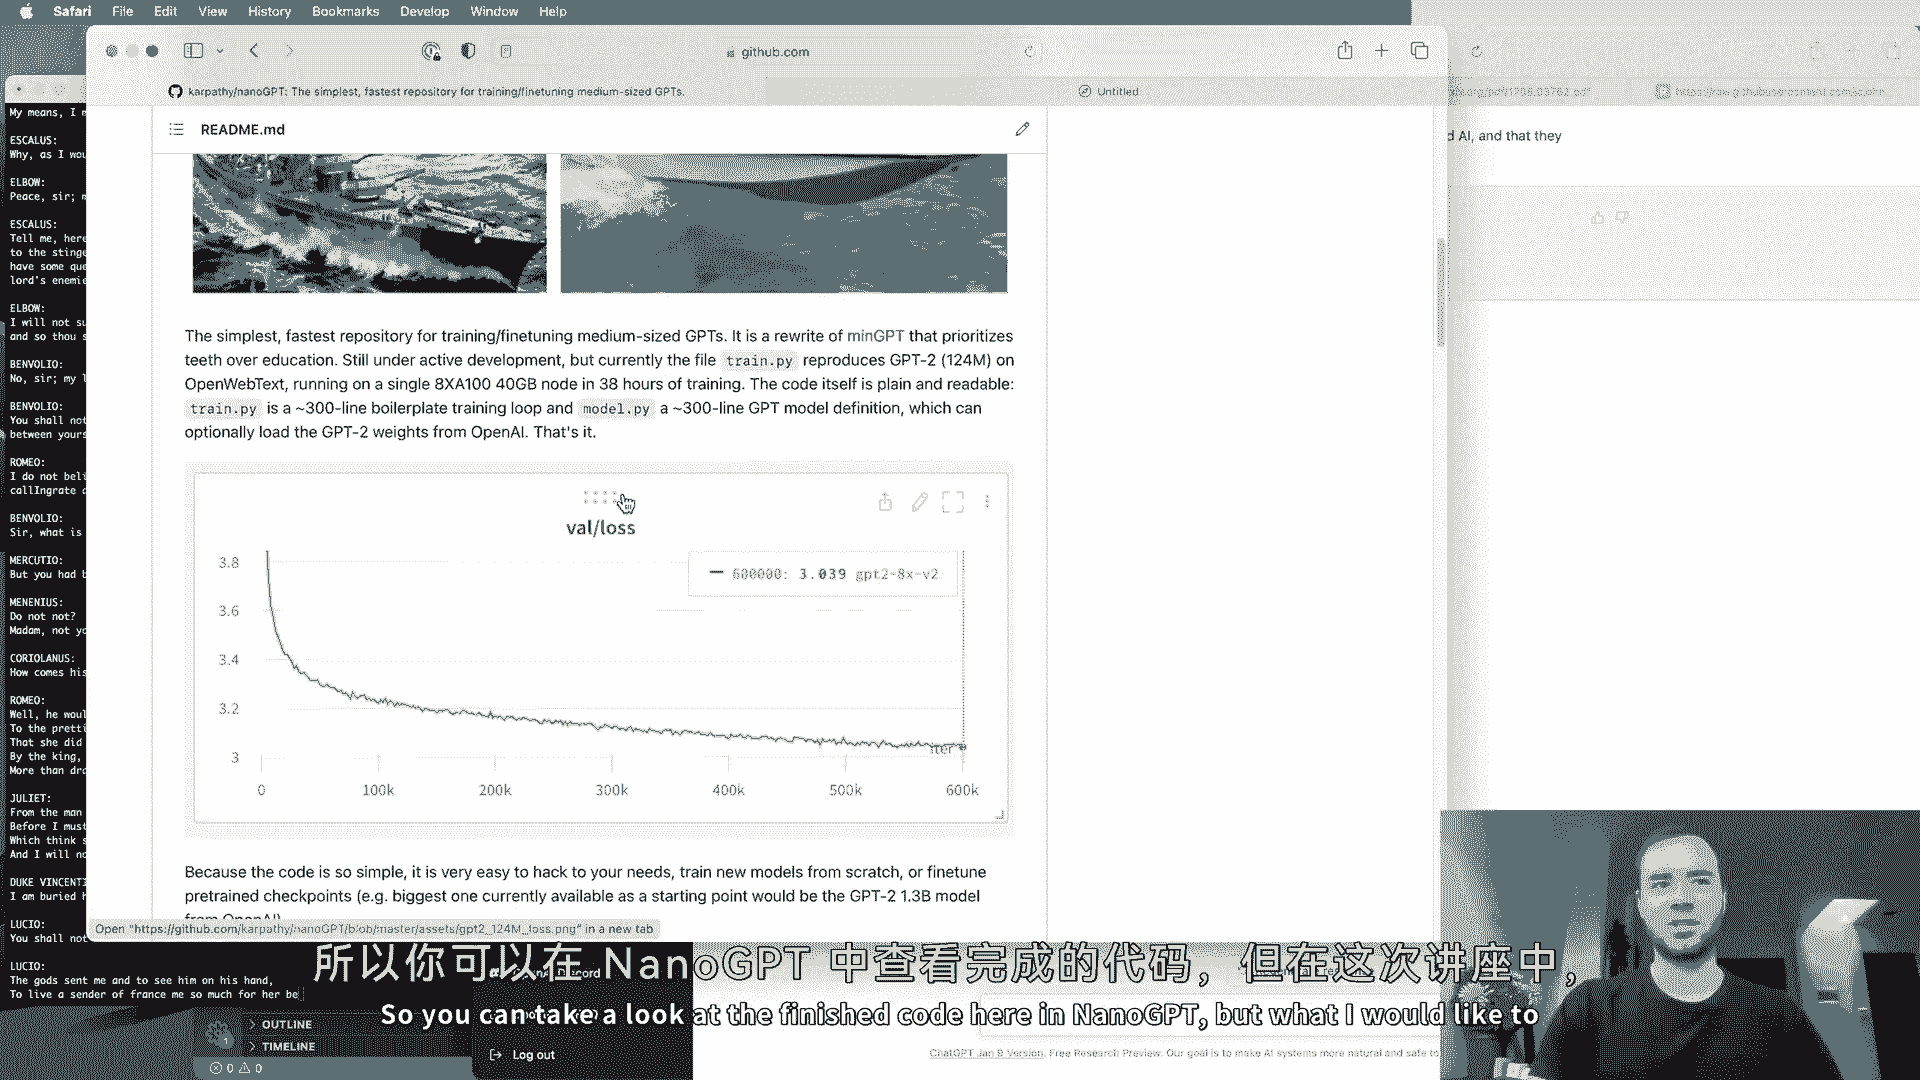 Safari File Edit View History Bookmarks Develop Window Help
github.com
karpathy/nanoGPT: The simplest, fastest repository for training/finetuning medium-sized GPTs.
Untitled
README.md
The simplest, fastest repository for training/finetuning medium-sized GPTs. It is a rewrite of minGPT that prioritizes
teeth over education. Still under active development, but currently the file train.py reproduces GPT-2 (124M) on
OpenWebText, running on a single 8XA100 40GB node in 38 hours of training. The code itself is plain and readable:
train.py is a ~300-line boilerplate training loop and model.py a ~300-line GPT model definition, which can
optionally load the GPT-2 weights from OpenAI. That's it.
val/loss
600000: 3.039 gpt2-8x-v2
3.8
3.6
3.4
3.2
3
iter
0 100k 200k 300k 400k 500k 600k
Because the code is so simple, it is very easy to hack to your needs, train new models from scratch, or finetune
pretrained checkpoints (e.g. biggest one currently available as a starting point would be the GPT-2 1.3B model
from OpenAI).
Open "https://github.com/karpathy/nanoGPT/blob/master/assets/gpt2_124M_loss.png" in a new tab
My means, I
ESCALUS:
Why, as I
ELBOW:
Peace, sir;
ESCALUS:
Tell me,
to the
have some
lord's
ELBOW:
I will not
and so thou
BENVOLIO:
No, sir; my
BENVOLIO:
You shall not
between
ROMEO:
I do not
callIngrate
BENVOLIO:
Sir, what is
MERCUTIO:
But you had
MENENIUS:
Do not not?
Madam, not
CORIOLANUS:
How comes his
ROMEO:
Well, he
To the
That she did
By the king,
More than
JULIET:
From the man
Before I must
Which think
And I will
DUKE
I am buried
LUCIO:
You shall not
LUCIO:
The gods sent me and to see him on his hand,
To live a sender of france me so much for her be
AI, and that they
OUTLINE
TIMELINE
0 0
Log out
ChatGPT Jan 9 Version. Free Research Preview. Our goal is to make AI systems more natural and safe to
所以你可以在 NanoGPT 中查看完成的代码，但在这次讲座中，
So you can take a look at the finished code here in NanoGPT, but what I would like to